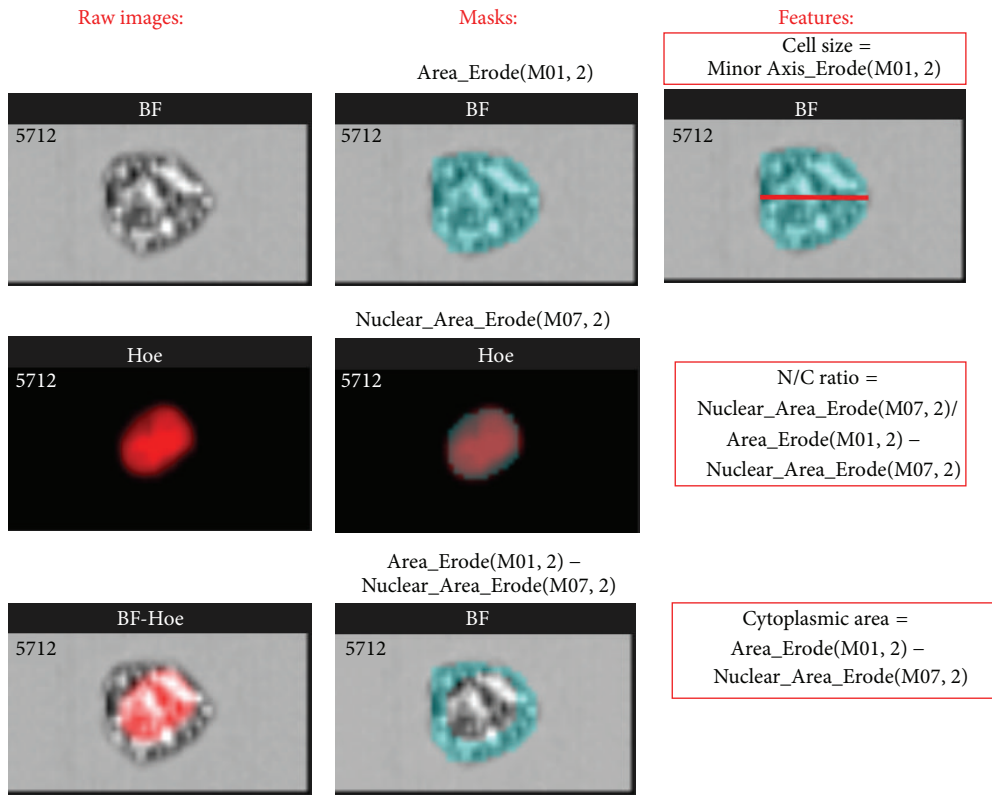 Raw images:
Masks:
Features:
Area_Erode(M01, 2)
Cell size =
Minor Axis_Erode(M01, 2)
BF
5712
BF
5712
BF
5712
Nuclear_Area_Erode(M07, 2)
Hoe
5712
Hoe
5712
N/C ratio =
Nuclear_Area_Erode(M07, 2)/
Area_Erode(M01, 2) −
Nuclear_Area_Erode(M07, 2)
Area_Erode(M01, 2) −
Nuclear_Area_Erode(M07, 2)
BF-Hoe
5712
BF
5712
Cytoplasmic area =
Area_Erode(M01, 2) −
Nuclear_Area_Erode(M07, 2)